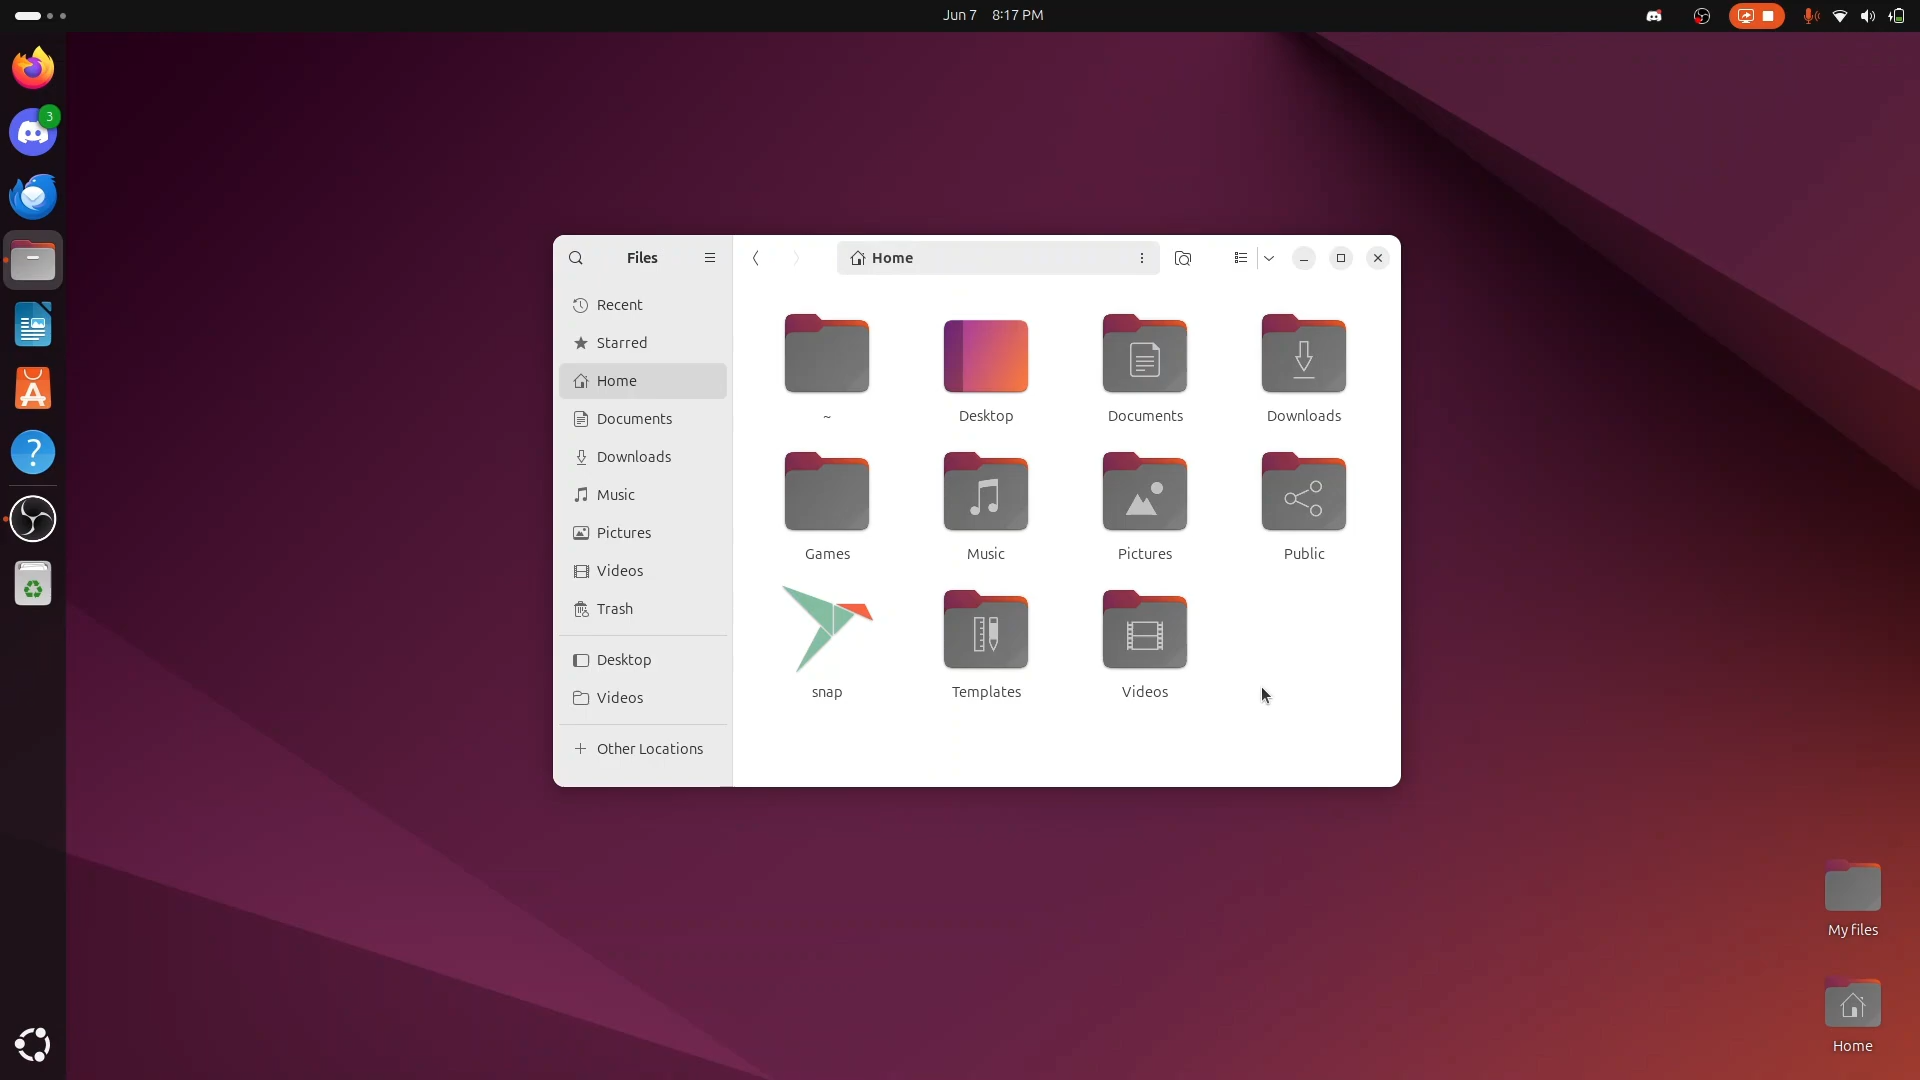 Jun 7 8:17 PM
3
Files
Home
Recent
Starred
Home
Documents
Downloads
Music
Pictures
Videos
Trash
Desktop
Videos
Other Locations
~ Desktop Documents Downloads
Games Music Pictures Public
snap Templates Videos
My files
Home